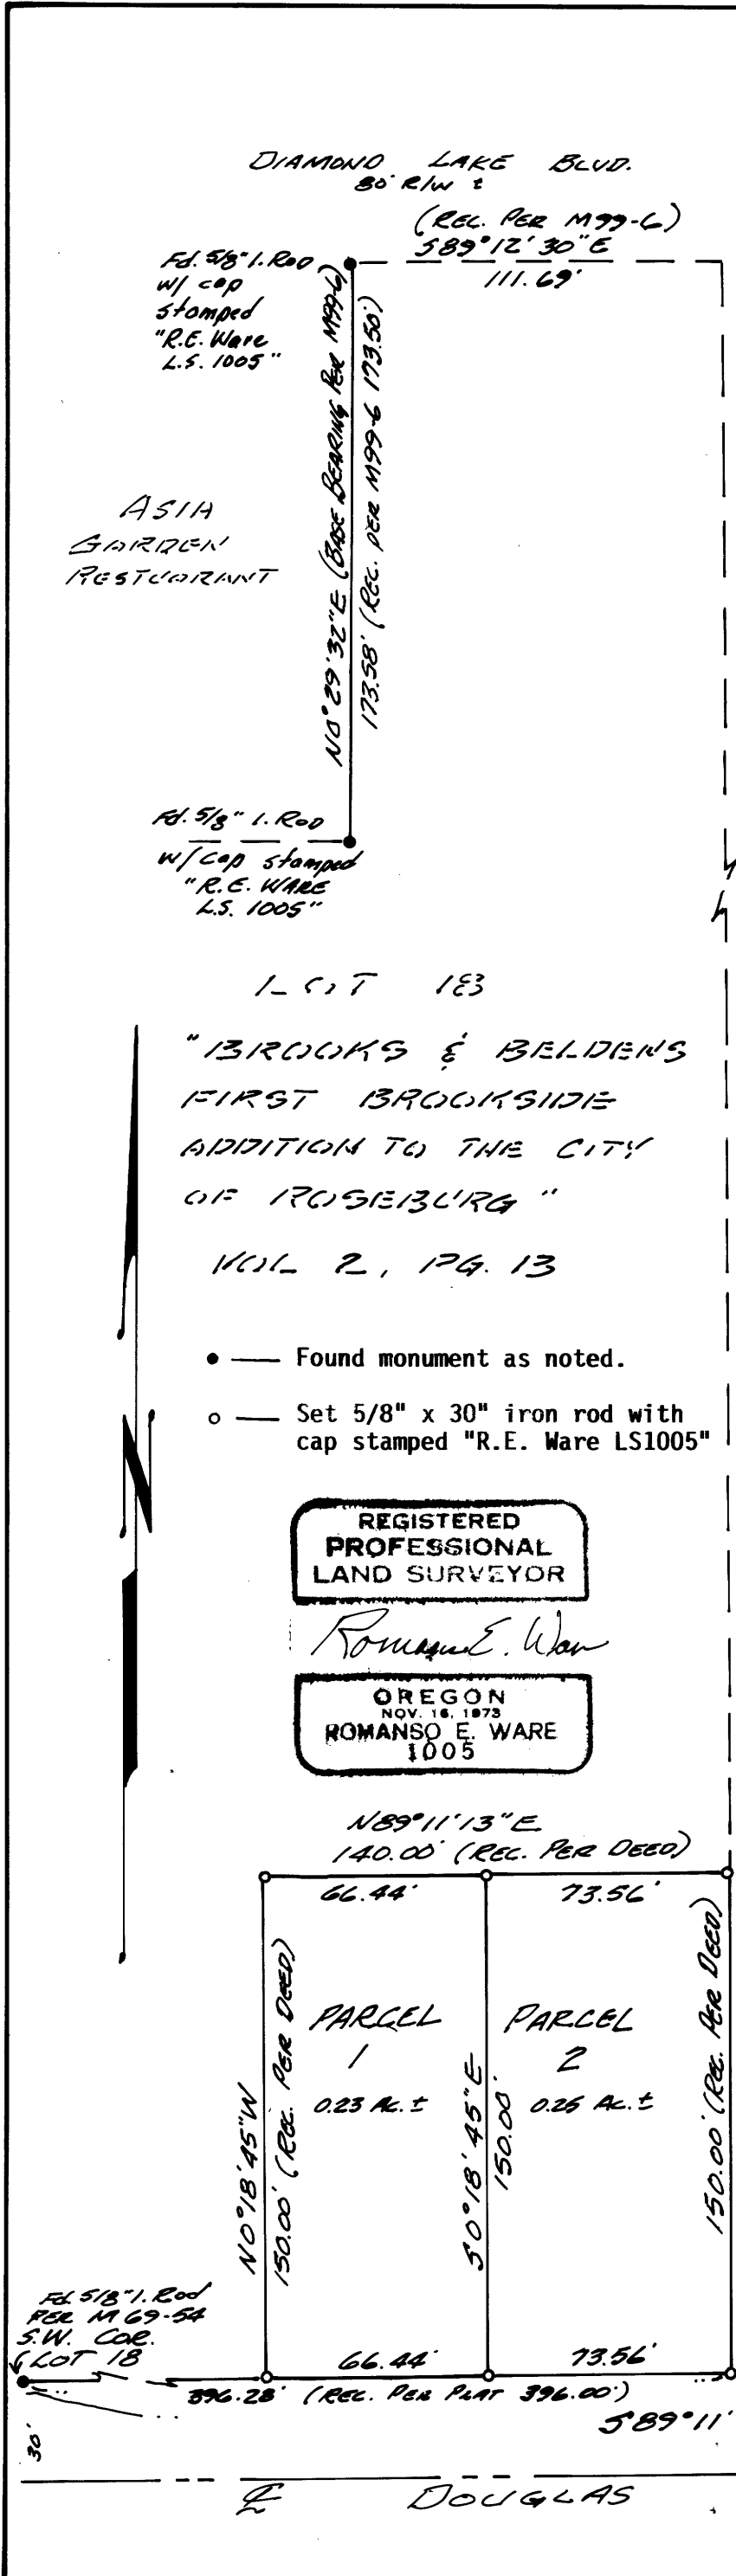 DIAMOND LAKE BLVD.
80' R/W ±
(REC. PER M99-6)
S89°12'30"E
111.69'
Fd. 5/8" I. Rod
w/ cap
stamped
"R.E. Ware
L.S. 1005"
N0°29'32"E (BASE BEARING PER M99-6)
173.58' (REC. PER M99-6 173.50')
ASIA
GARDEN
RESTUARANT
Fd. 5/8" I. Rod
w/ cap stamped
"R.E. WARE
L.S. 1005"
LOT 18
"BROOKS & BELDENS
FIRST BROOKSIDE
ADDITION TO THE CITY
OF ROSEBURG"
VOL 2, PG. 13
Found monument as noted.
N
Set 5/8" x 30" iron rod with
cap stamped "R.E. Ware LS1005"
REGISTERED
PROFESSIONAL
LAND SURVEYOR
Romanso E. Ware
OREGON
NOV. 16, 1973
ROMANSO E. WARE
1005
N89°11'13"E
140.00' (REC. PER DEED)
66.44' 73.56'
N0°18'45"W
150.00' (REC. PER DEED)
PARCEL
1
0.23 Ac. ±
S0°18'45"E
150.00'
PARCEL
2
0.25 Ac. ±
150.00' (REC. PER DEED)
Fd. 5/8" I. Rod
PER M 69-54
S.W. COR.
LOT 18
66.44' 73.56'
396.28' (REC. PER PLAT 396.00')
S89°11'
30'
℄ DOUGLAS